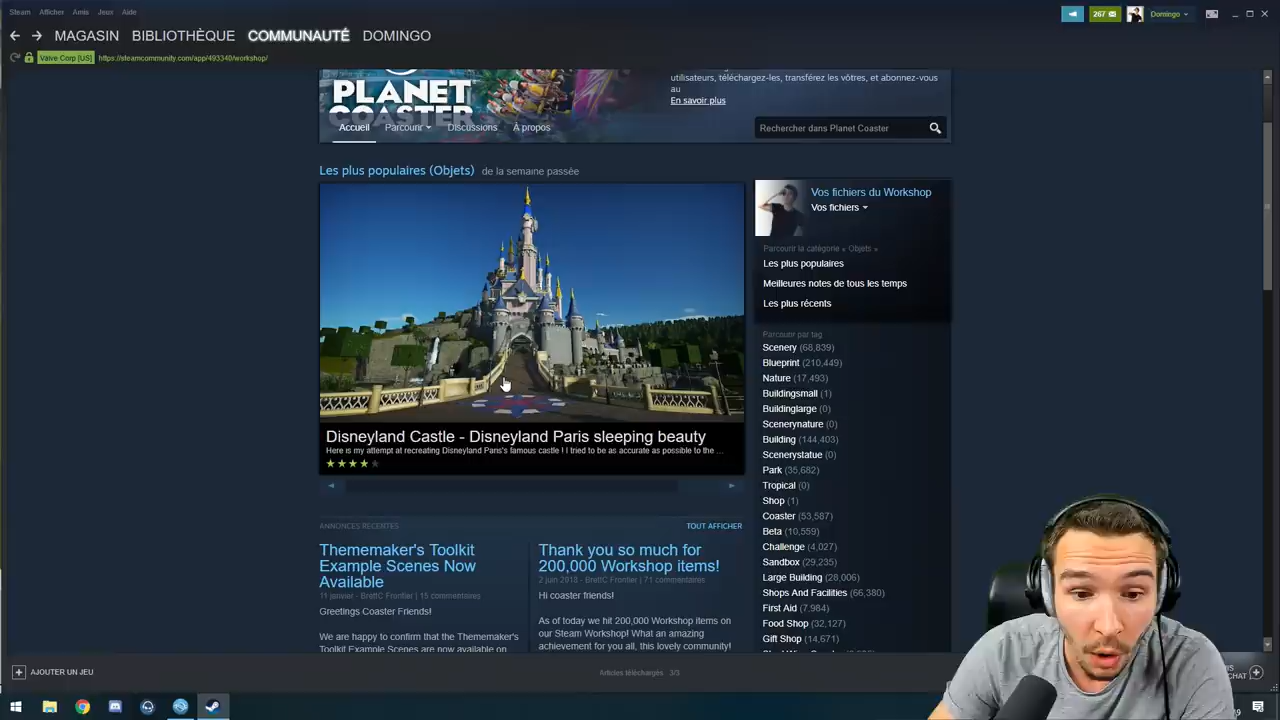 Steam Afficher Amis Jeux Aide
267
Domingo
MAGASIN BIBLIOTHÈQUE COMMUNAUTÉ DOMINGO
Valve Corp [US] https://steamcommunity.com/app/493340/workshop/
utilisateurs, téléchargez-les, transférez les vôtres, et abonnez-vous
au
En savoir plus
PLANET
COASTER
Accueil Parcourir Discussions À propos
Rechercher dans Planet Coaster
Les plus populaires (Objets) de la semaine passée
Disneyland Castle - Disneyland Paris sleeping beauty
Here is my attempt at recreating Disneyland Paris's famous castle ! I tried to be as accurate as possible to the ...
Vos fichiers du Workshop
Vos fichiers
Parcourir la catégorie « Objets »
Les plus populaires
Meilleures notes de tous les temps
Les plus récents
Parcourir par tag
Scenery (68,839)
Blueprint (210,449)
Nature (17,493)
Buildingsmall (1)
Buildinglarge (0)
Scenerynature (0)
Building (144,403)
Scenerystatue (0)
Park (35,682)
Tropical (0)
Shop (1)
Coaster (53,587)
Beta (10,559)
Challenge (4,027)
Sandbox (29,235)
Large Building (28,006)
Shops And Facilities (66,380)
First Aid (7,984)
Food Shop (32,127)
Gift Shop (14,671)
ANNONCES RÉCENTES TOUT AFFICHER
Thememaker's Toolkit
Example Scenes Now
Available
11 janvier - BrettC Frontier | 15 commentaires
Greetings Coaster Friends!
We are happy to confirm that the Thememaker's
Toolkit Example Scenes are now available on
Thank you so much for
200,000 Workshop items!
2 juin 2018 - BrettC Frontier | 71 commentaires
Hi coaster friends!
As of today we hit 200,000 Workshop items on
our Steam Workshop! What an amazing
achievement for you all, this lovely community!
AJOUTER UN JEU
Articles téléchargés 3/3
CHAT